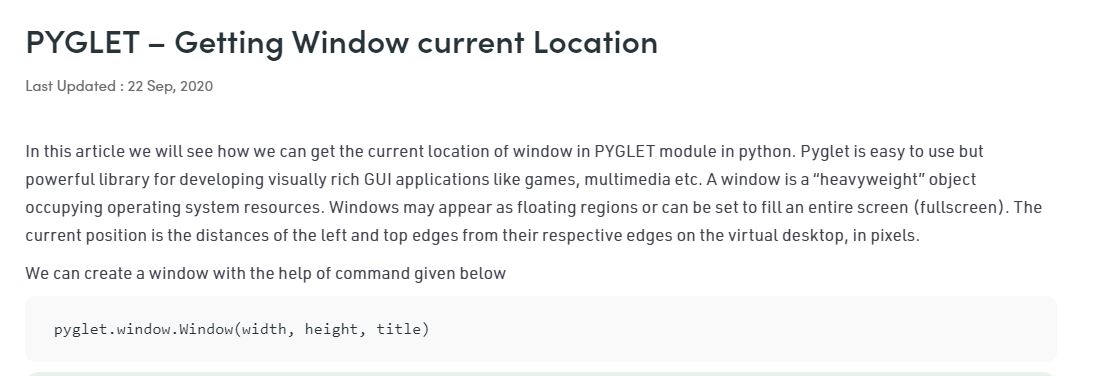 PYGLET – Getting Window current Location
Last Updated : 22 Sep, 2020
In this article we will see how we can get the current location of window in PYGLET module in python. Pyglet is easy to use but
powerful library for developing visually rich GUI applications like games, multimedia etc. A window is a “heavyweight” object
occupying operating system resources. Windows may appear as floating regions or can be set to fill an entire screen (fullscreen). The
current position is the distances of the left and top edges from their respective edges on the virtual desktop, in pixels.
We can create a window with the help of command given below
pyglet.window.Window(width, height, title)